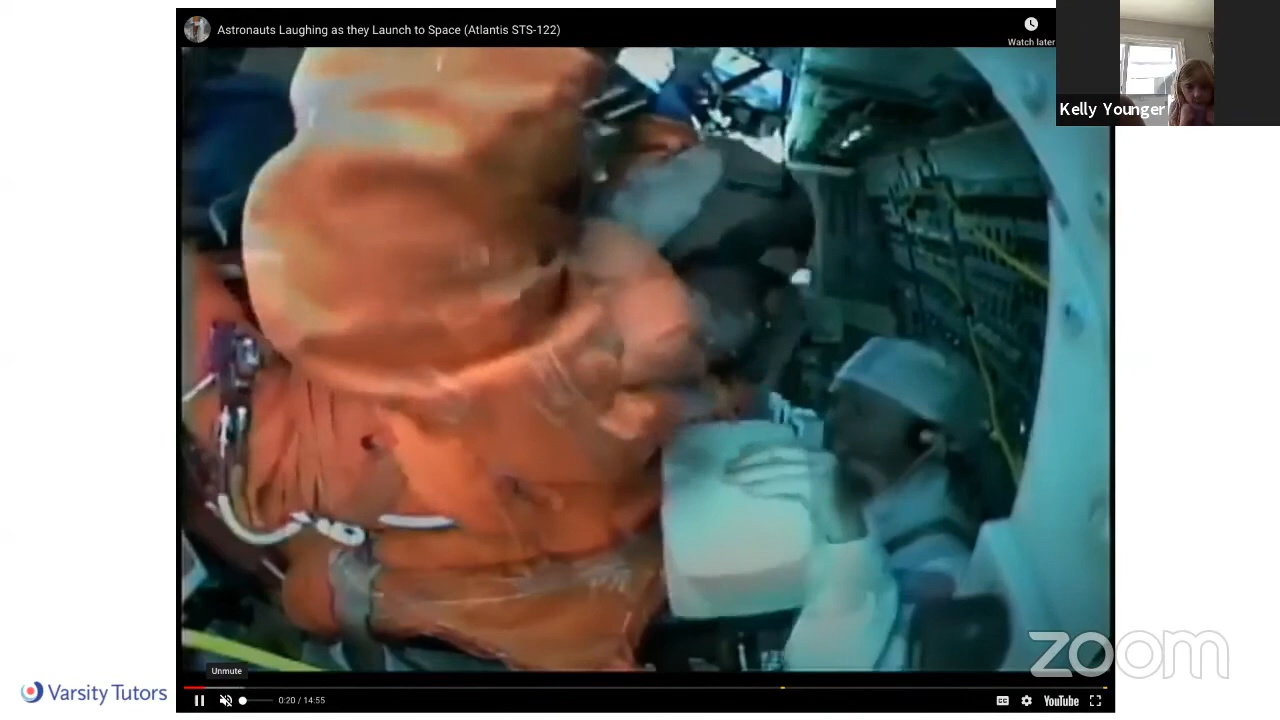 Astronauts Laughing as they Launch to Space (Atlantis STS-122)
Watch later
Kelly Younger
zoom
Unmute
Varsity Tutors
0:20 / 14:55
CC
YouTube